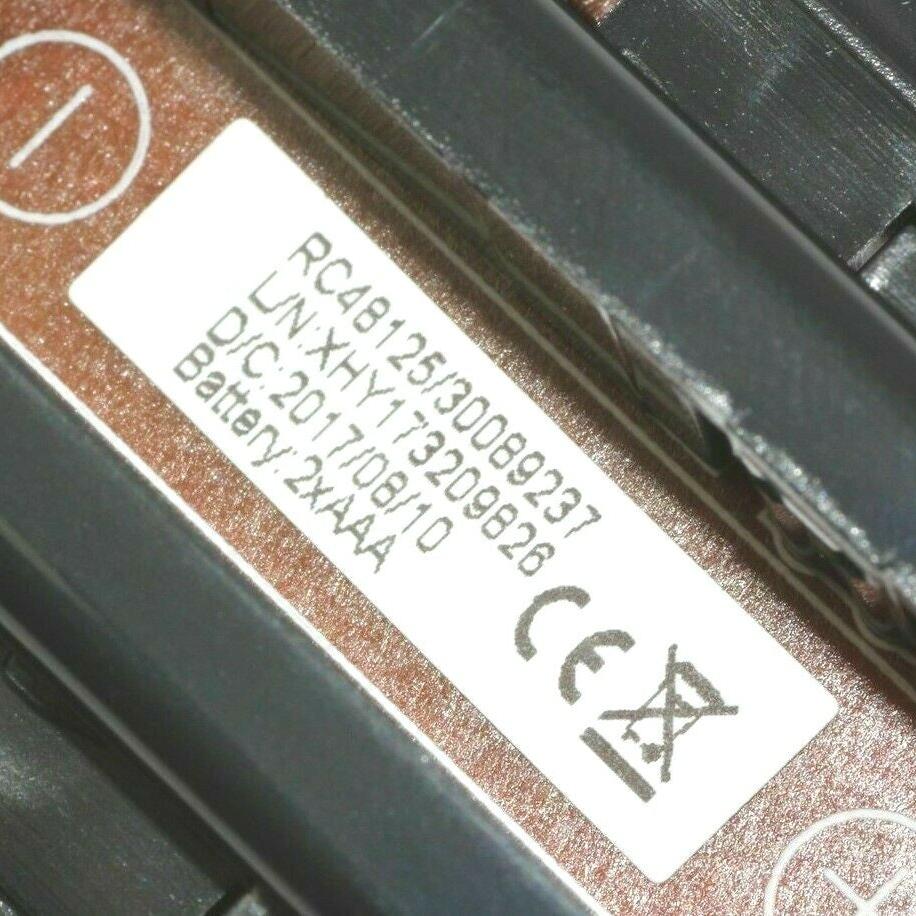 RC48125/30089237
L/N:XHY173209826
D/C:2017/08/10
Battery:2xAAA
CE